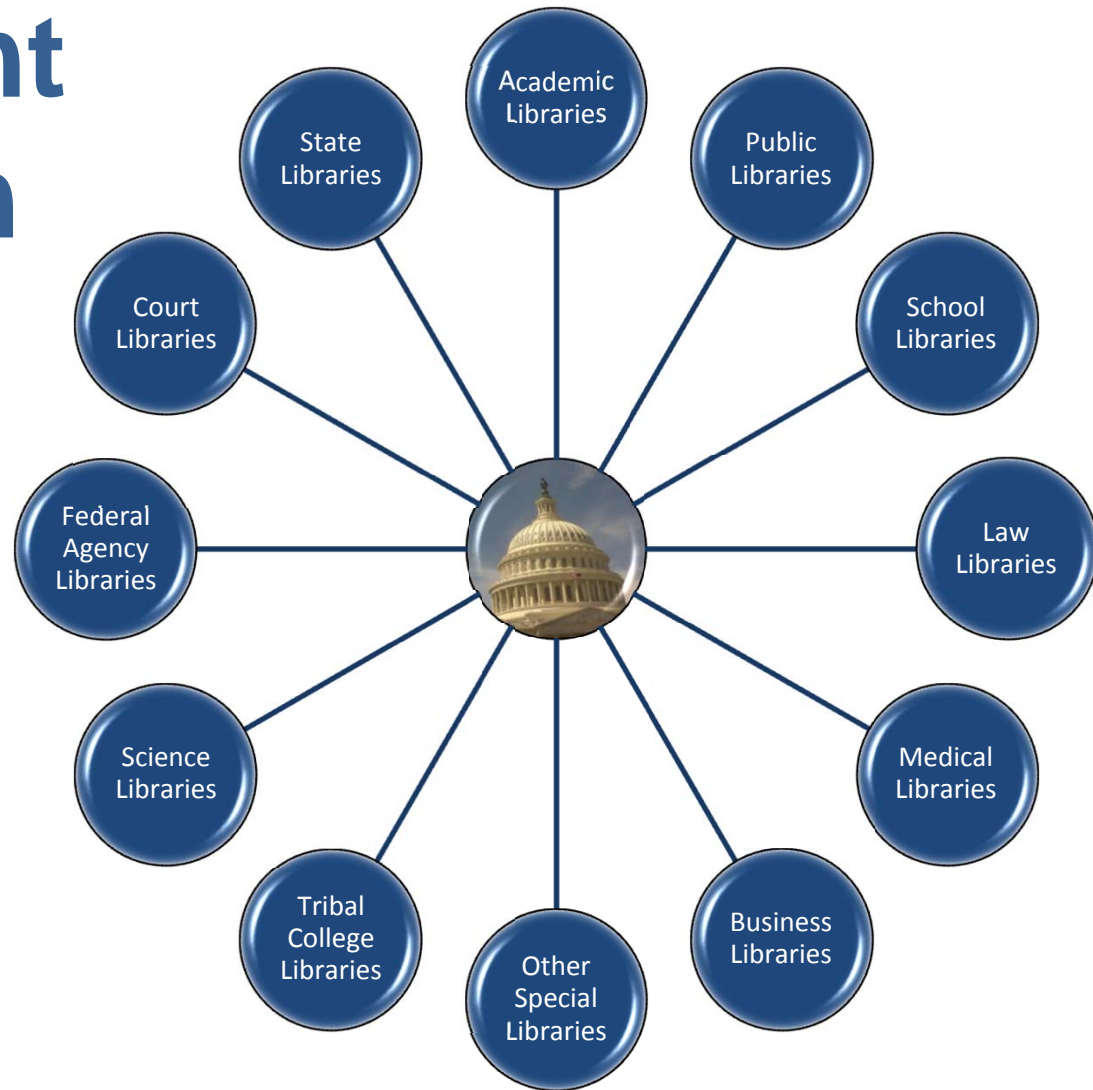 nt
n
Academic
Libraries
Public
Libraries
School
Libraries
Law
Libraries
Medical
Libraries
Business
Libraries
Other
Special
Libraries
Tribal
College
Libraries
Science
Libraries
Federal
Agency
Libraries
Court
Libraries
State
Libraries